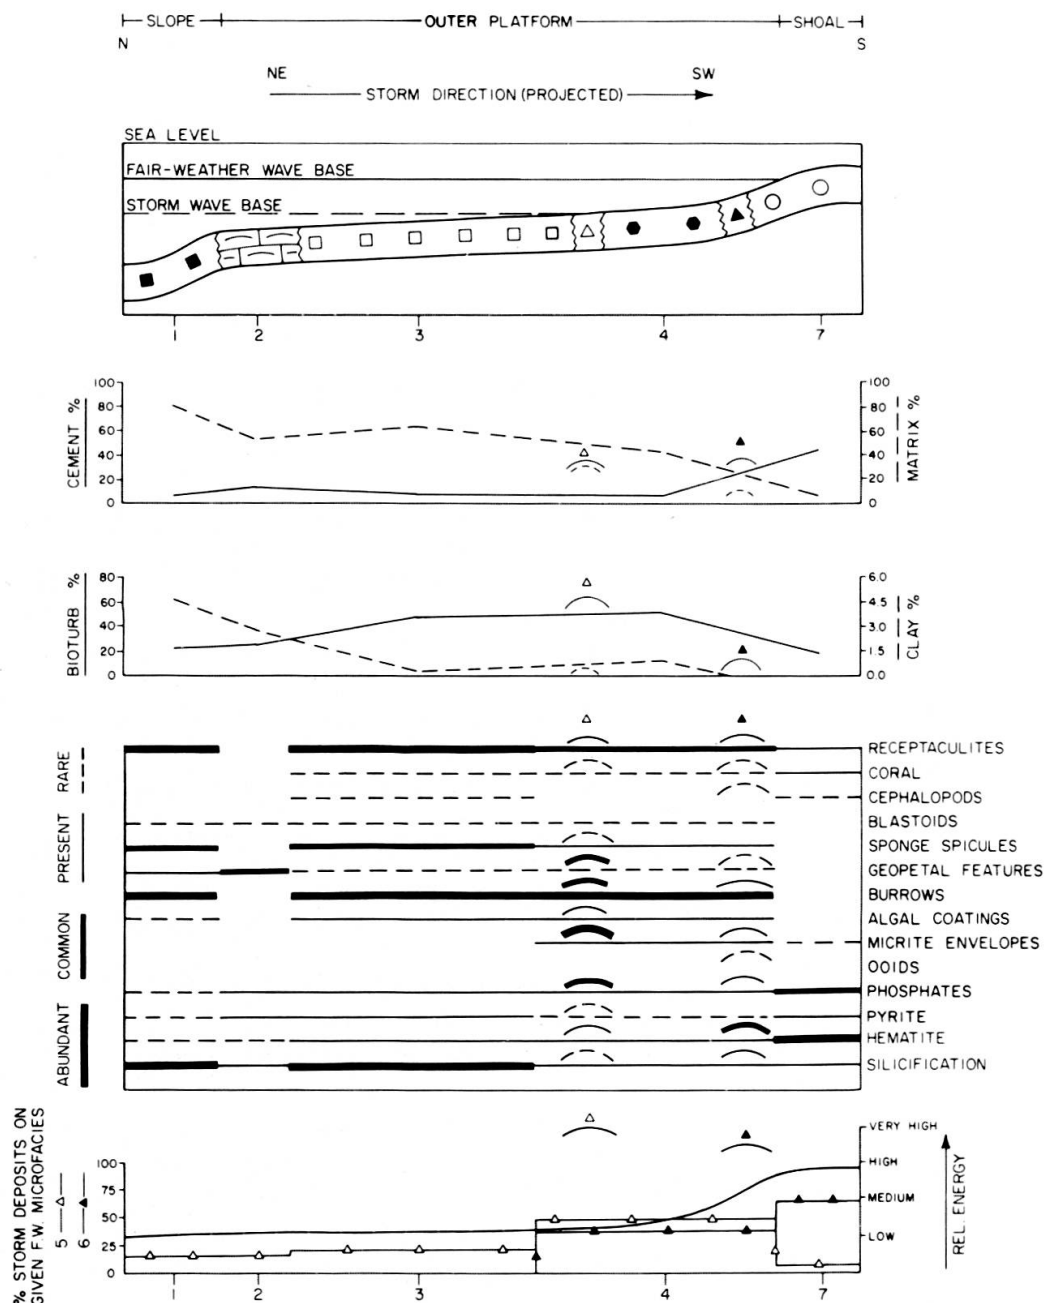 SLOPE OUTER PLATFORM SHOAL
N S
NE SW
STORM DIRECTION (PROJECTED)
SEA LEVEL
FAIR-WEATHER WAVE BASE
STORM WAVE BASE
1 2 3 4 7
CEMENT %
100
80
60
40
20
0
100
80
60
40
20
0
MATRIX %
BIOTURB %
80
60
40
20
0
6.0
4.5
3.0
1.5
0.0
CLAY %
RARE
PRESENT
COMMON
ABUNDANT
RECEPTACULITES
CORAL
CEPHALOPODS
BLASTOIDS
SPONGE SPICULES
GEOPETAL FEATURES
BURROWS
ALGAL COATINGS
MICRITE ENVELOPES
OOIDS
PHOSPHATES
PYRITE
HEMATITE
SILICIFICATION
% STORM DEPOSITS ON
GIVEN F.W. MICROFACIES
5
6
100
75
50
25
0
VERY HIGH
HIGH
MEDIUM
LOW
REL. ENERGY
1 2 3 4 7